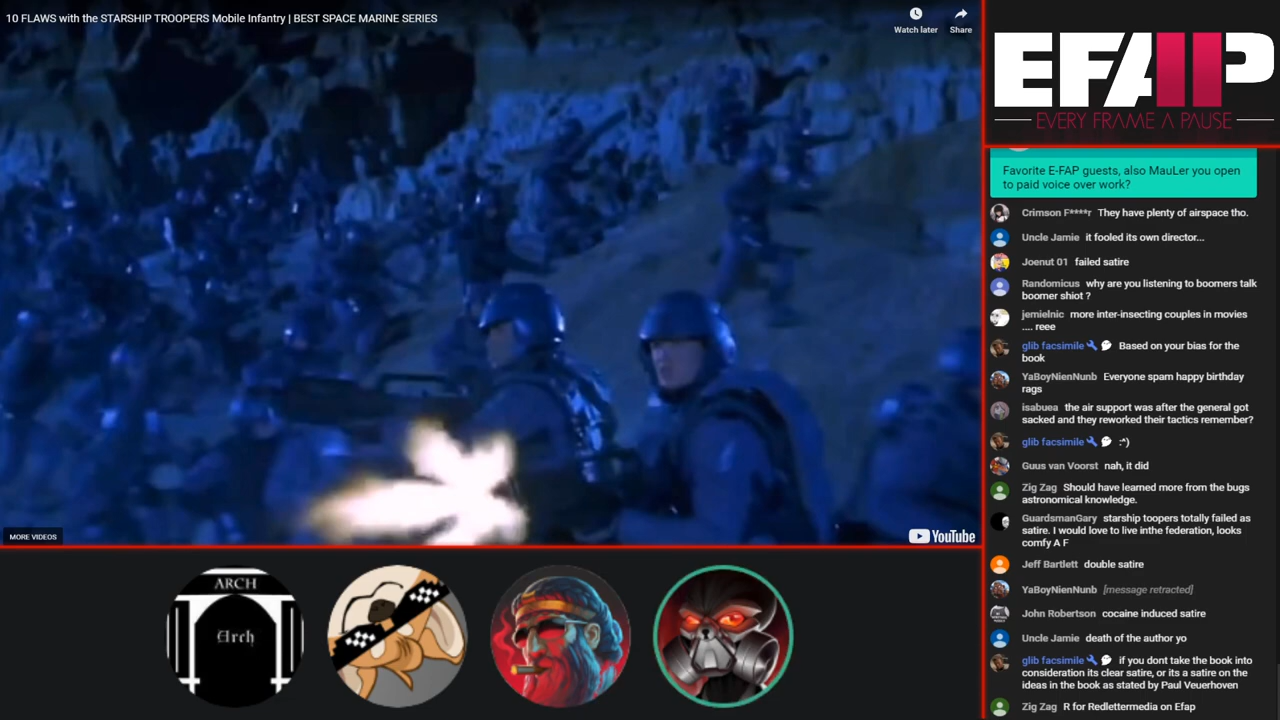 10 FLAWS with the STARSHIP TROOPERS Mobile Infantry | BEST SPACE MARINE SERIES
Watch later
Share
MORE VIDEOS
YouTube
ARCH
Arch
EFAP
EVERY FRAME A PAUSE
Favorite E-FAP guests, also MauLer you open
to paid voice over work?
Crimson F****r They have plenty of airspace tho.
Uncle Jamie it fooled its own director...
Joenut 01 failed satire
Randomicus why are you listening to boomers talk
boomer shiot ?
jemielnic more inter-insecting couples in movies
.... reee
glib facsimile Based on your bias for the
book
YaBoyNienNunb Everyone spam happy birthday
rags
isabuea the air support was after the general got
sacked and they reworked their tactics remember?
glib facsimile :^)
Guus van Voorst nah, it did
Zig Zag Should have learned more from the bugs
astronomical knowledge.
GuardsmanGary starship toopers totally failed as
satire. I would love to live inthe federation, looks
comfy A F
Jeff Bartlett double satire
YaBoyNienNunb [message retracted]
John Robertson cocaine induced satire
Uncle Jamie death of the author yo
glib facsimile if you dont take the book into
consideration its clear satire, or its a satire on the
ideas in the book as stated by Paul Veuerhoven
Zig Zag R for Redlettermedia on Efap